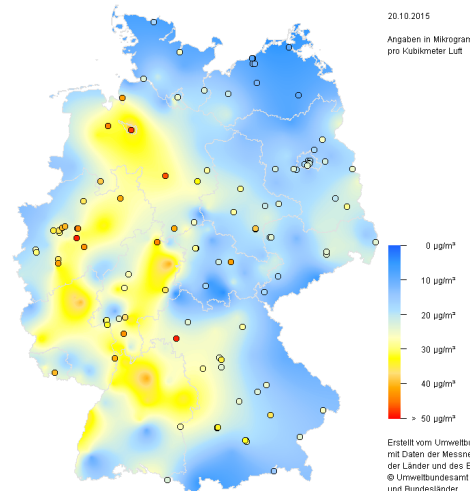 20.10.2015
Angaben in Mikrogram
pro Kubikmeter Luft
0 µg/m³
10 µg/m³
20 µg/m³
30 µg/m³
40 µg/m³
> 50 µg/m³
Erstellt vom Umweltbu
mit Daten der Messne
der Länder und des B
© Umweltbundesamt
und Bundesländer